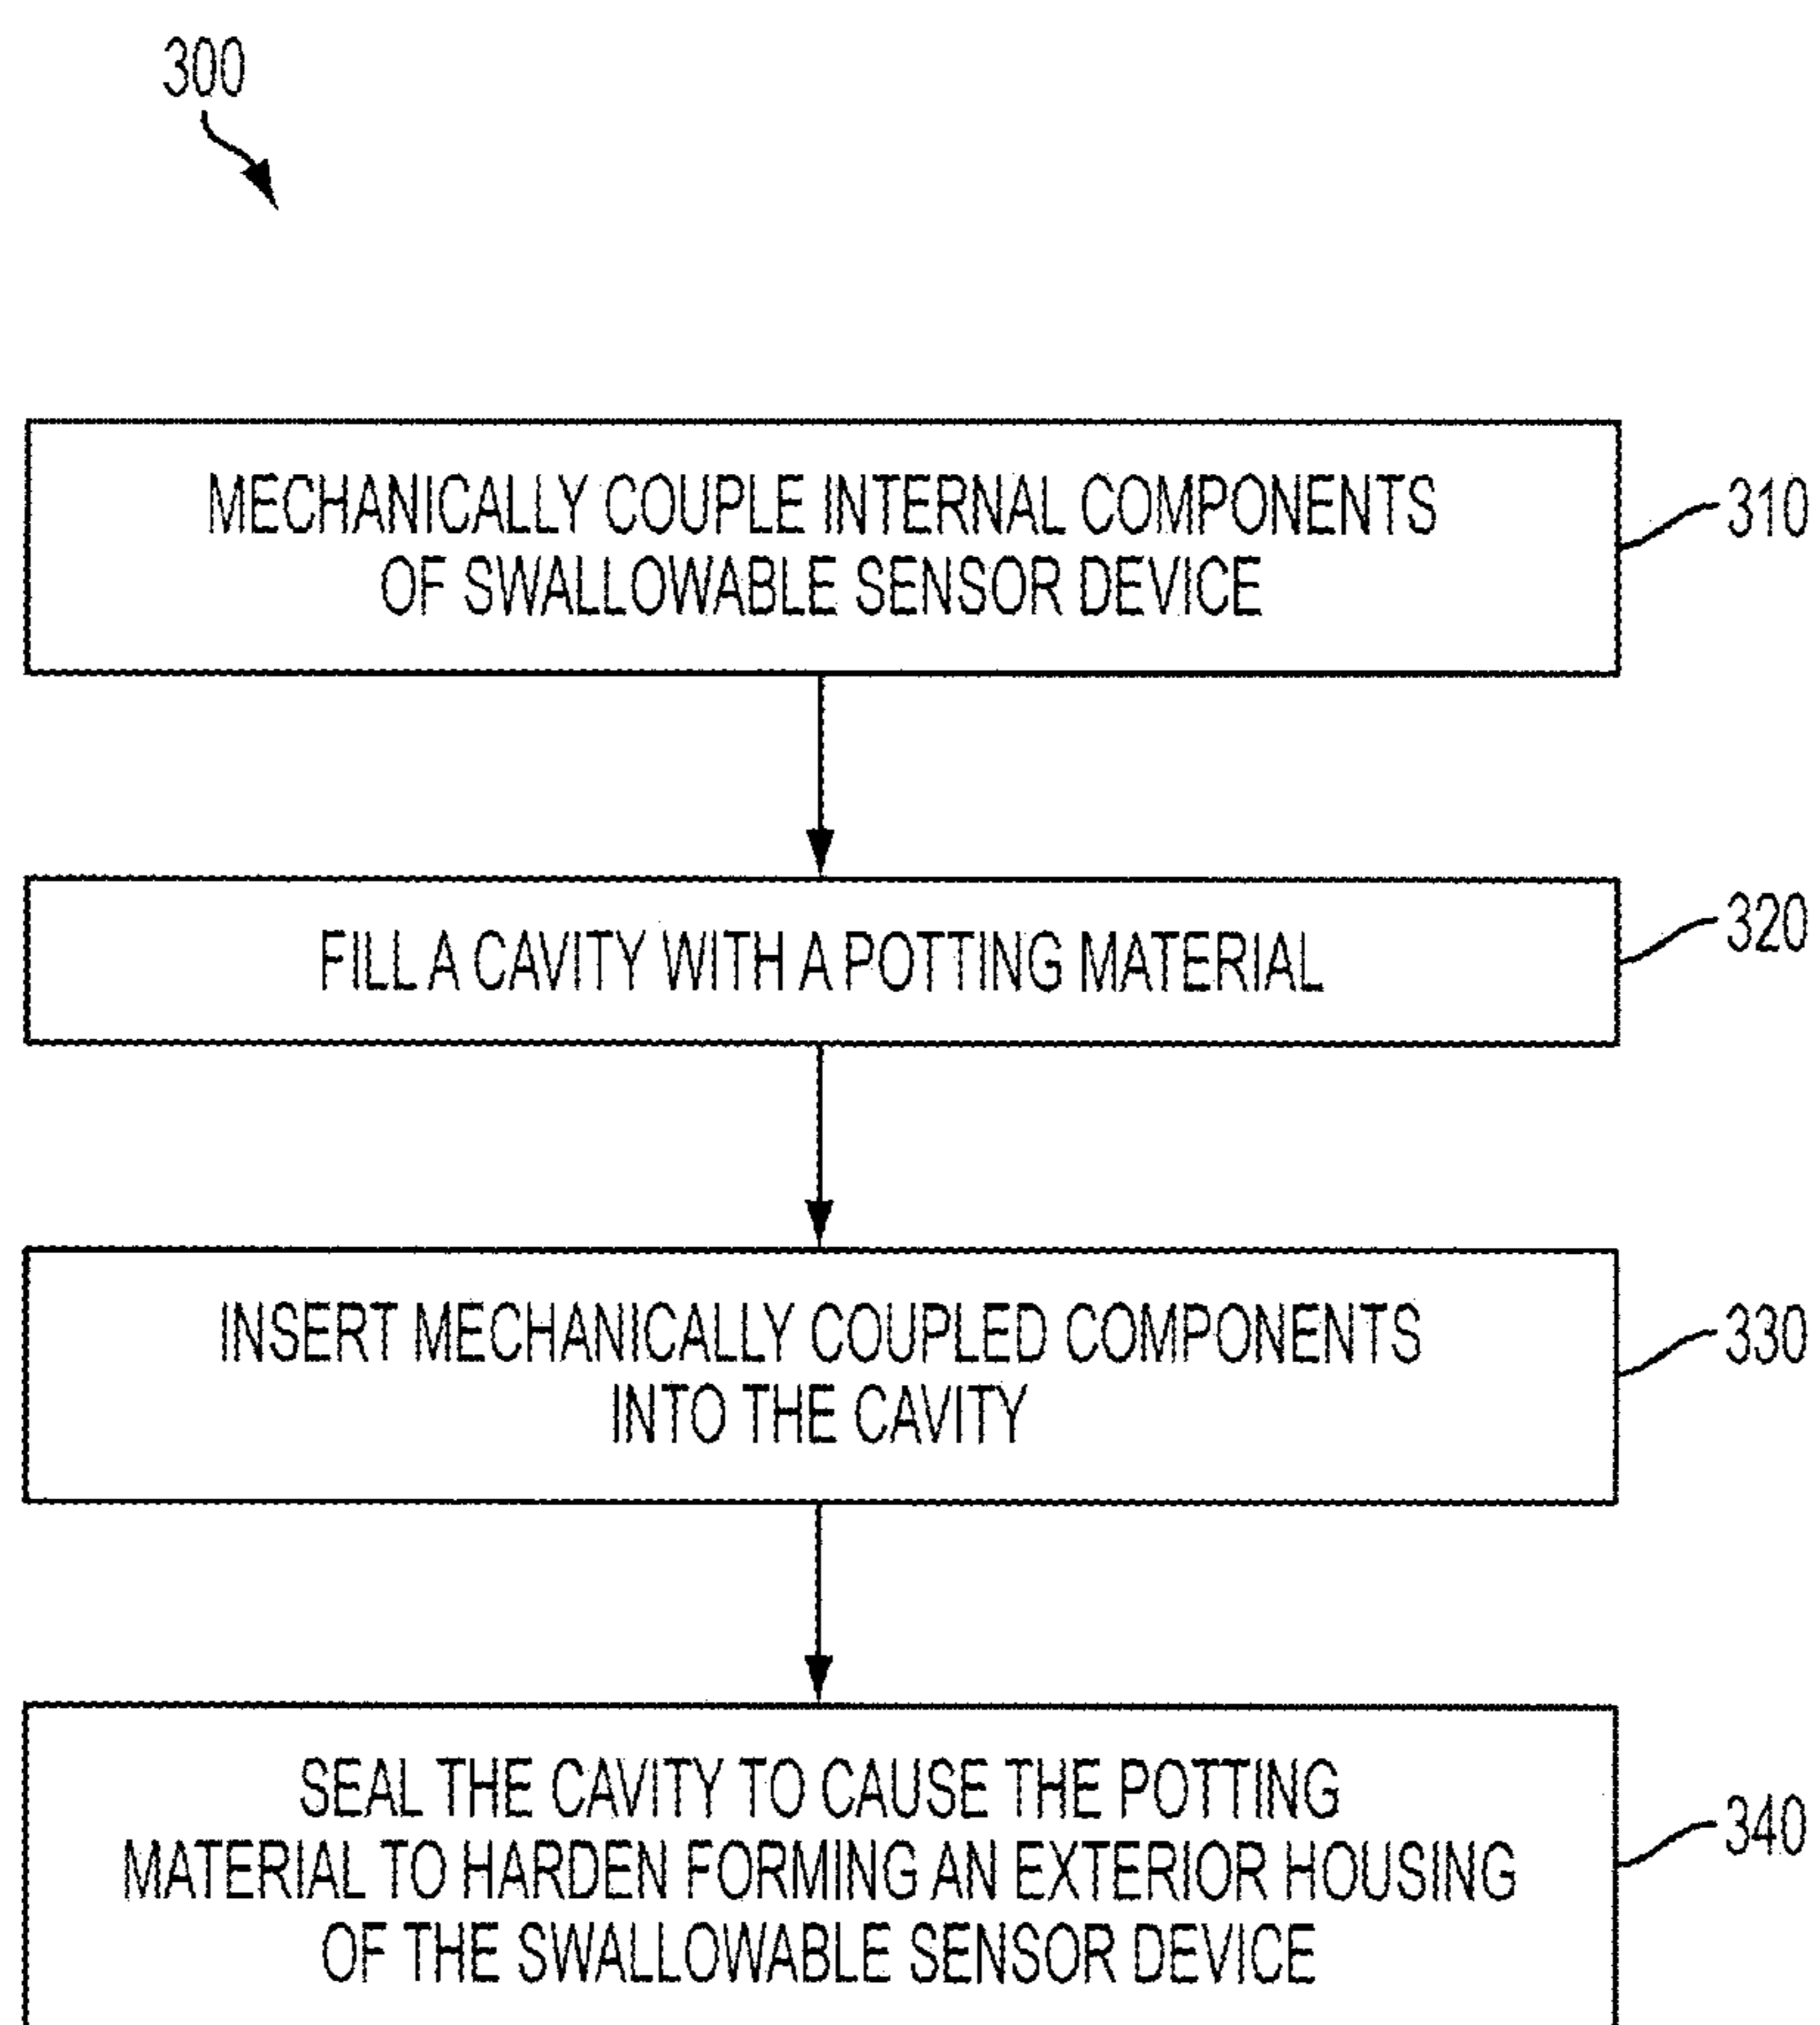 300
MECHANICALLY COUPLE INTERNAL COMPONENTS
OF SWALLOWABLE SENSOR DEVICE
310
FILL A CAVITY WITH A POTTING MATERIAL
320
INSERT MECHANICALLY COUPLED COMPONENTS
INTO THE CAVITY
330
SEAL THE CAVITY TO CAUSE THE POTTING
MATERIAL TO HARDEN FORMING AN EXTERIOR HOUSING
OF THE SWALLOWABLE SENSOR DEVICE
340